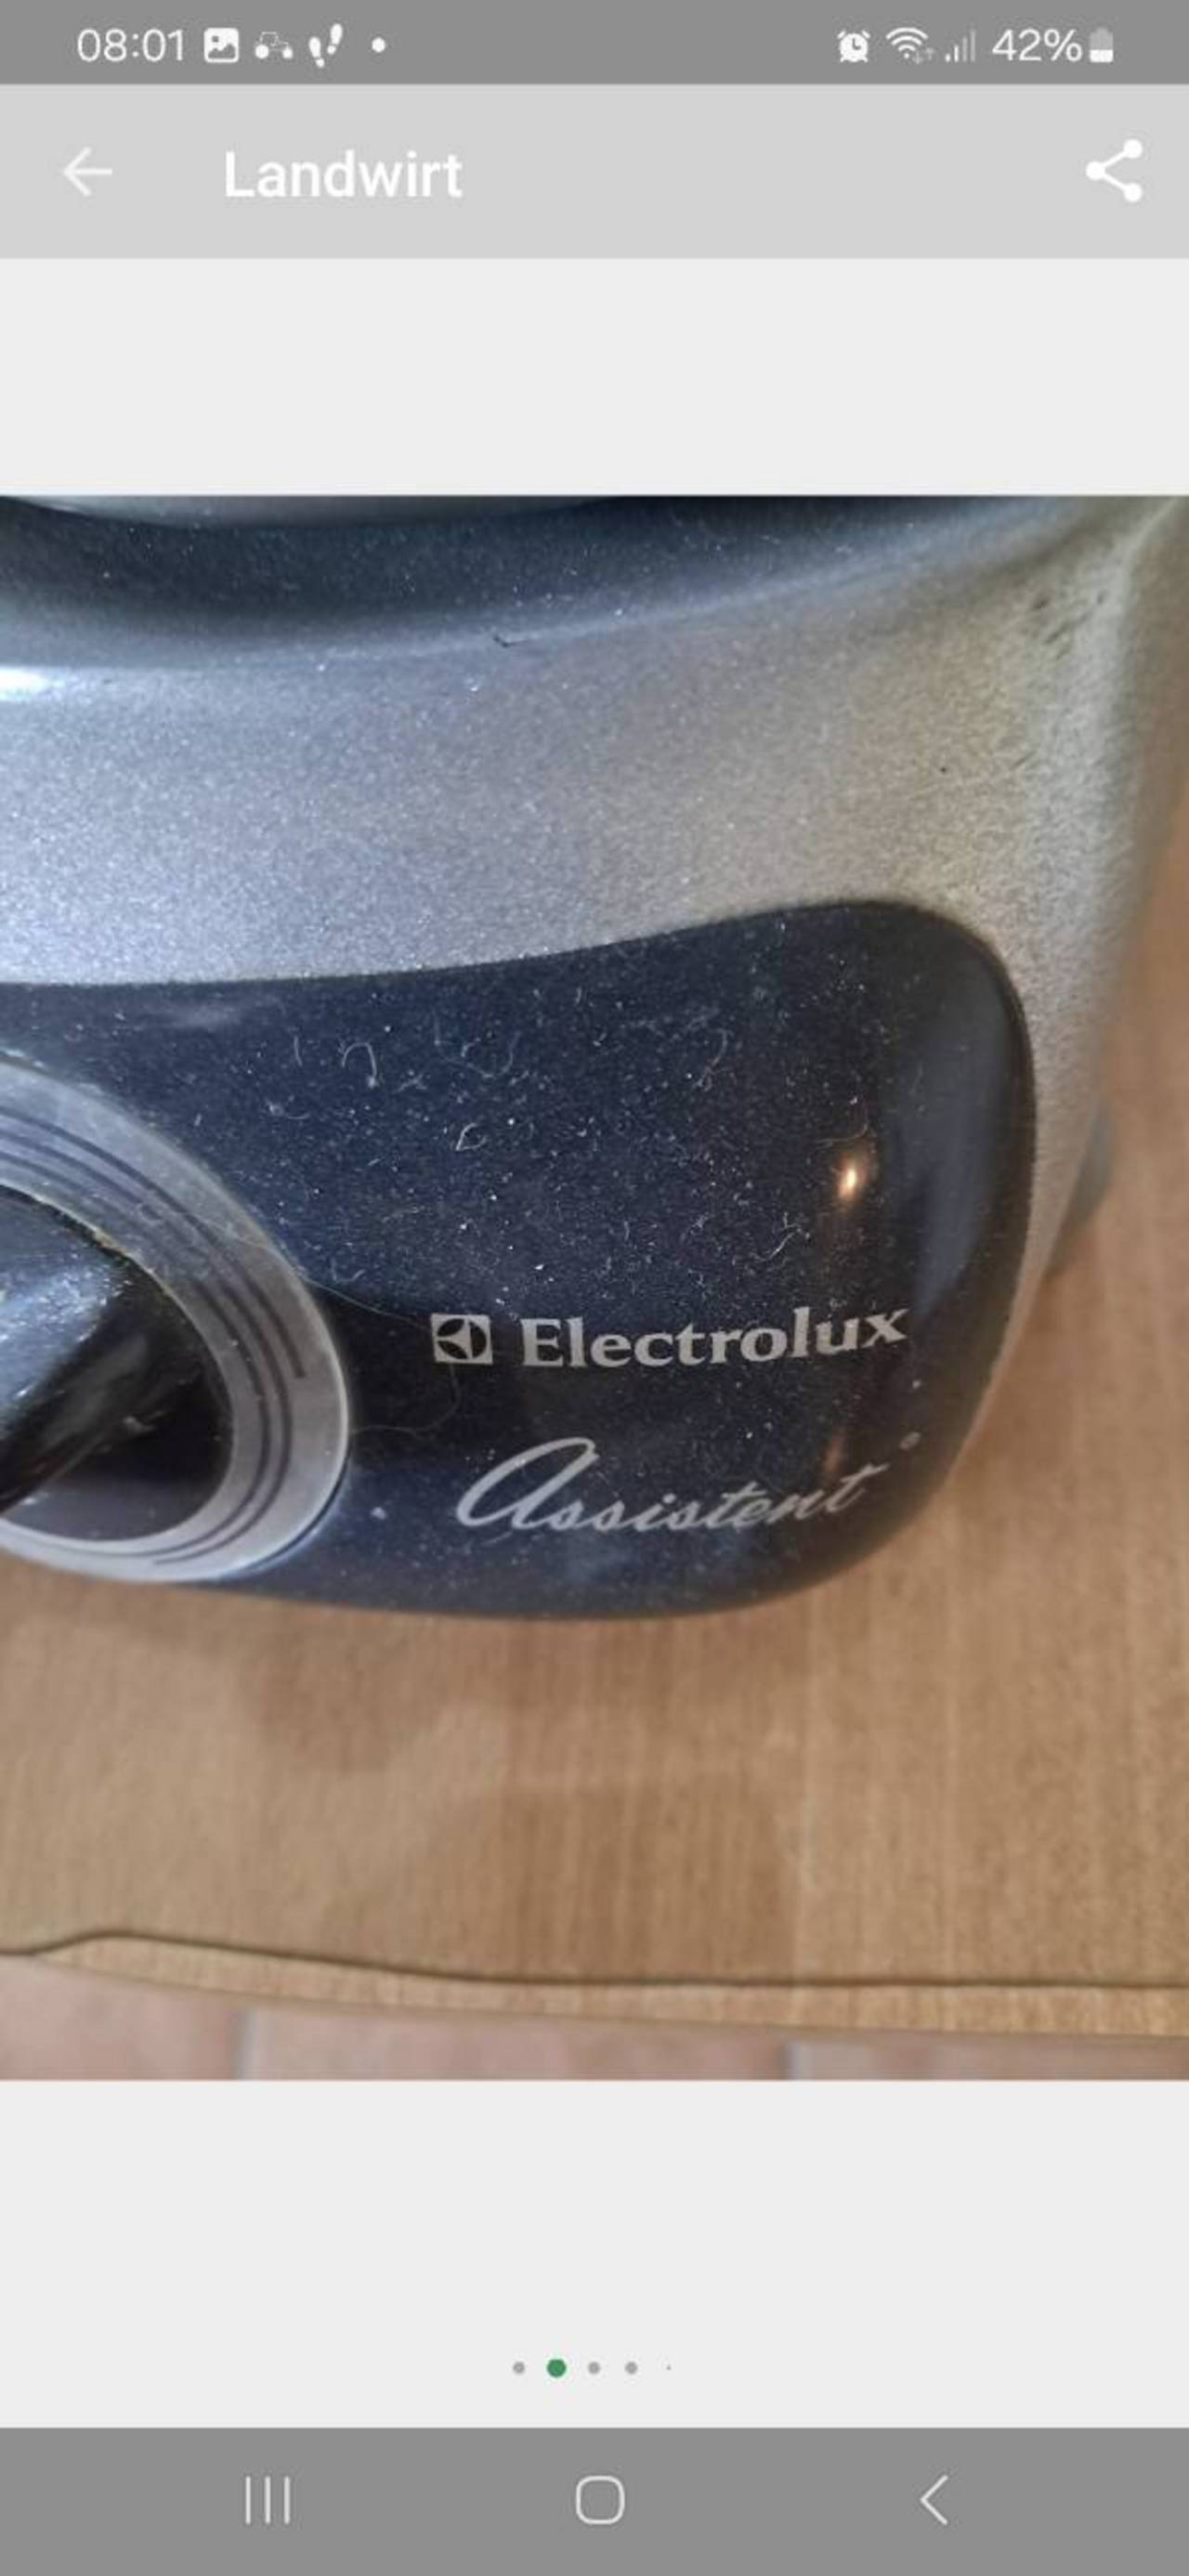 08:01
42%
Landwirt
Electrolux
Assistent